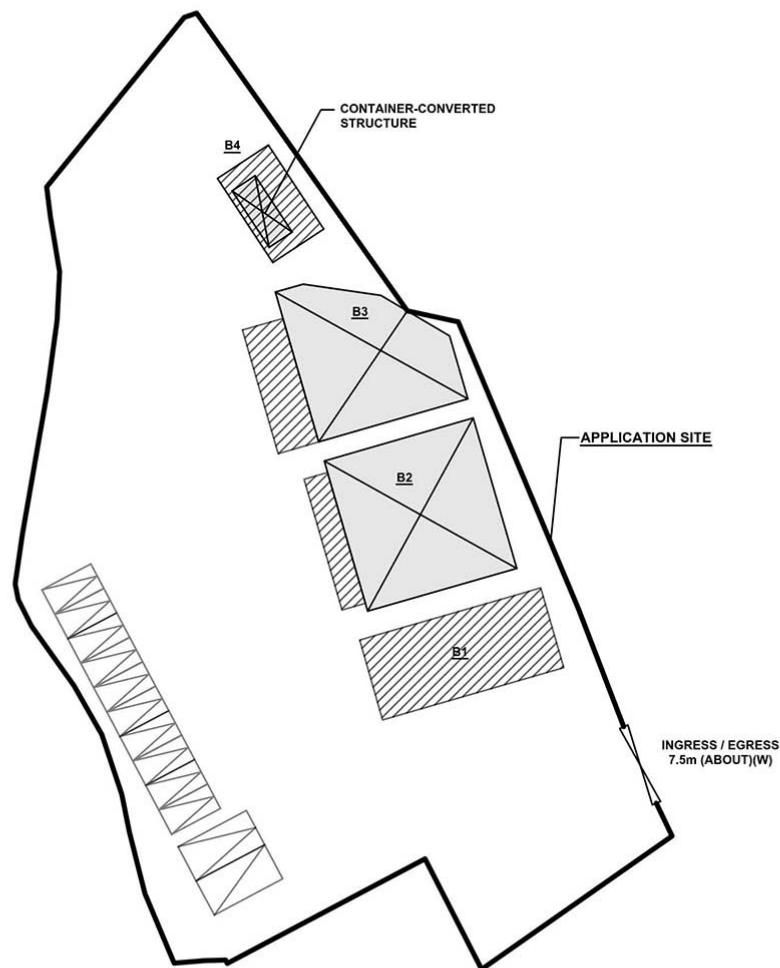 CONTAINER-CONVERTED
STRUCTURE
B4
B3
APPLICATION SITE
B2
B1
INGRESS / EGRESS
7.5m (ABOUT)(W)